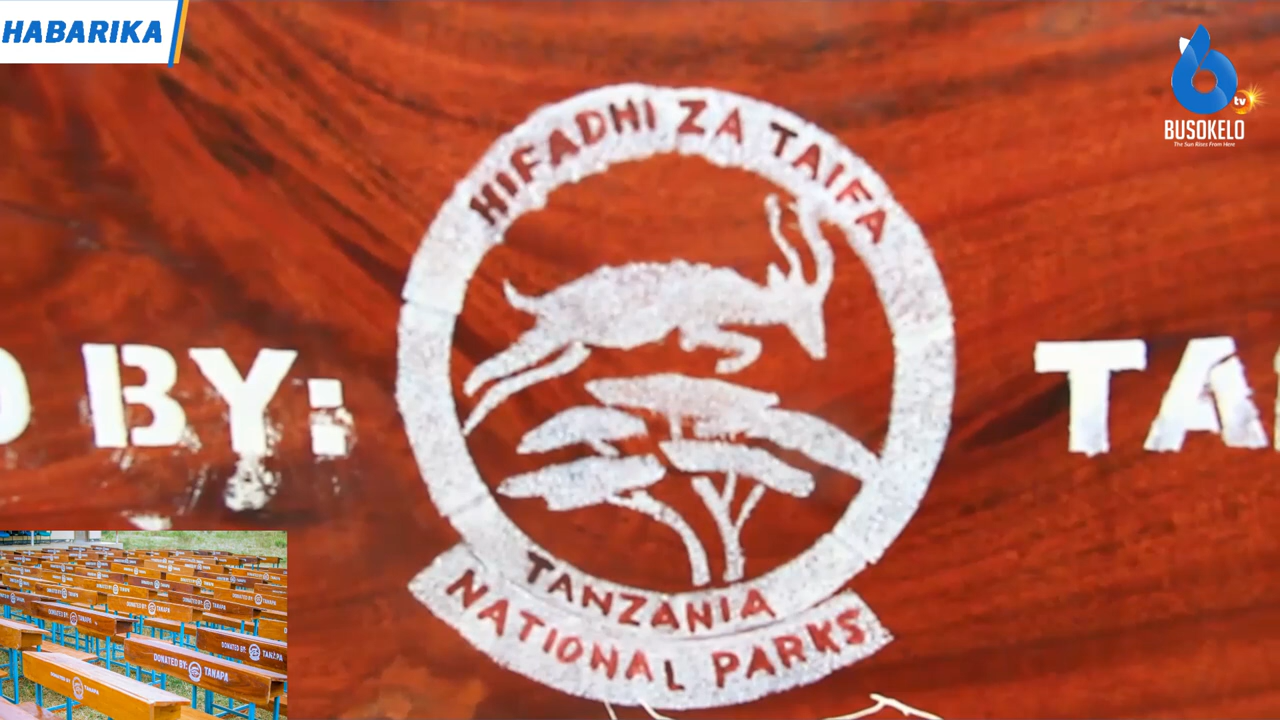 HABARIKA
tv
BUSOKELO
The Sun Rises From Here
HIFADHI ZA TAIFA
BY:
TA
TANZANIA
NATIONAL PARKS
DONATED BY: TANAPA